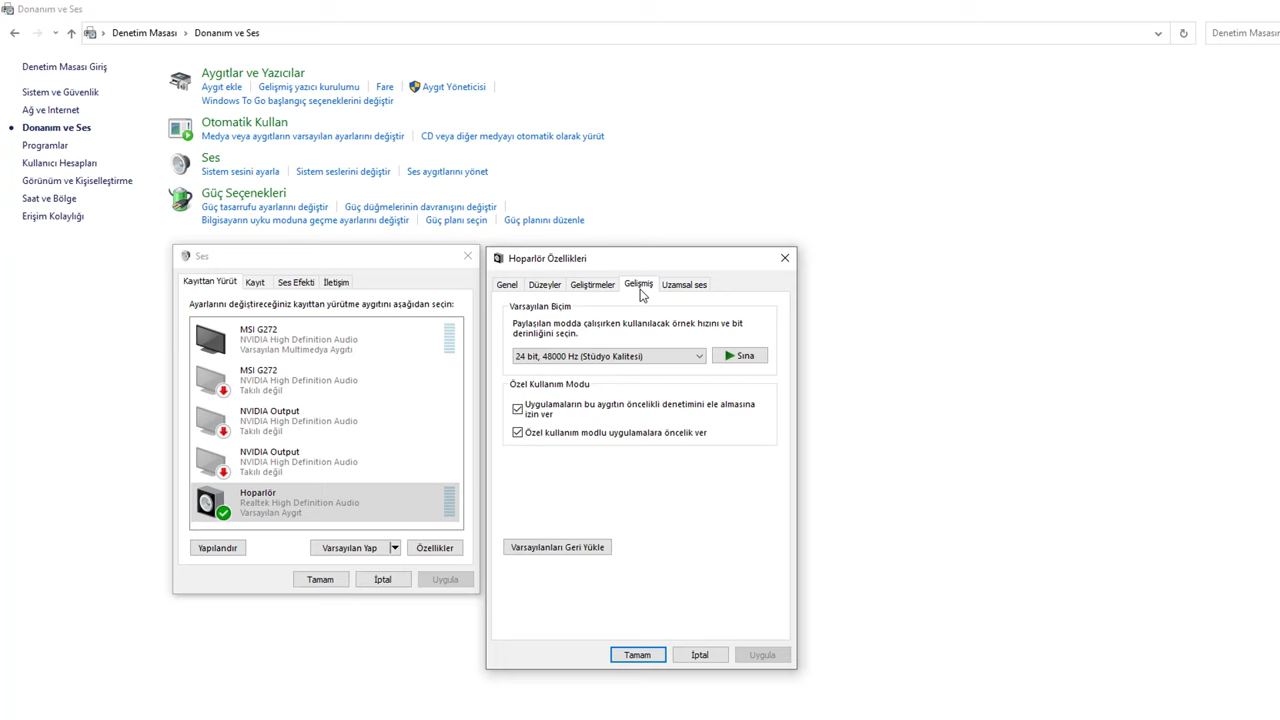 Donanım ve Ses
Denetim Masası > Donanım ve Ses
Denetim Masası Giriş
Sistem ve Güvenlik
Ağ ve Internet
Donanım ve Ses
Programlar
Kullanıcı Hesapları
Görünüm ve Kişiselleştirme
Saat ve Bölge
Erişim Kolaylığı
Aygıtlar ve Yazıcılar
Aygıt ekle | Gelişmiş yazıcı kurulumu | Fare | Aygıt Yöneticisi
Windows To Go başlangıç seçeneklerini değiştir
Otomatik Kullan
Medya veya aygıtların varsayılan ayarlarını değiştir | CD veya diğer medyayı otomatik olarak yürüt
Ses
Sistem sesini ayarla | Sistem seslerini değiştir | Ses aygıtlarını yönet
Güç Seçenekleri
Güç tasarrufu ayarlarını değiştir | Güç düğmelerinin davranışını değiştir
Bilgisayarın uyku moduna geçme ayarlarını değiştir | Güç planı seçin | Güç planını düzenle
Ses
Kayıttan Yürüt Kayıt Ses Efekti İletişim
Ayarlarını değiştireceğiniz kayıttan yürütme aygıtını aşağıdan seçin:
MSI G272
NVIDIA High Definition Audio
Varsayılan Multimedya Aygıtı
MSI G272
NVIDIA High Definition Audio
Takılı değil
NVIDIA Output
NVIDIA High Definition Audio
Takılı değil
NVIDIA Output
NVIDIA High Definition Audio
Takılı değil
Hoparlör
Realtek High Definition Audio
Varsayılan Aygıt
Yapılandır Varsayılan Yap Özellikler
Tamam İptal Uygula
Hoparlör Özellikleri
Genel Düzeyler Geliştirmeler Gelişmiş Uzamsal ses
Varsayılan Biçim
Paylaşılan modda çalışırken kullanılacak örnek hızını ve bit
derinliğini seçin.
24 bit, 48000 Hz (Stüdyo Kalitesi) Sına
Özel Kullanım Modu
Uygulamaların bu aygıtın öncelikli denetimini ele almasına
izin ver
Özel kullanım modlu uygulamalara öncelik ver
Varsayılanları Geri Yükle
Tamam İptal Uygula